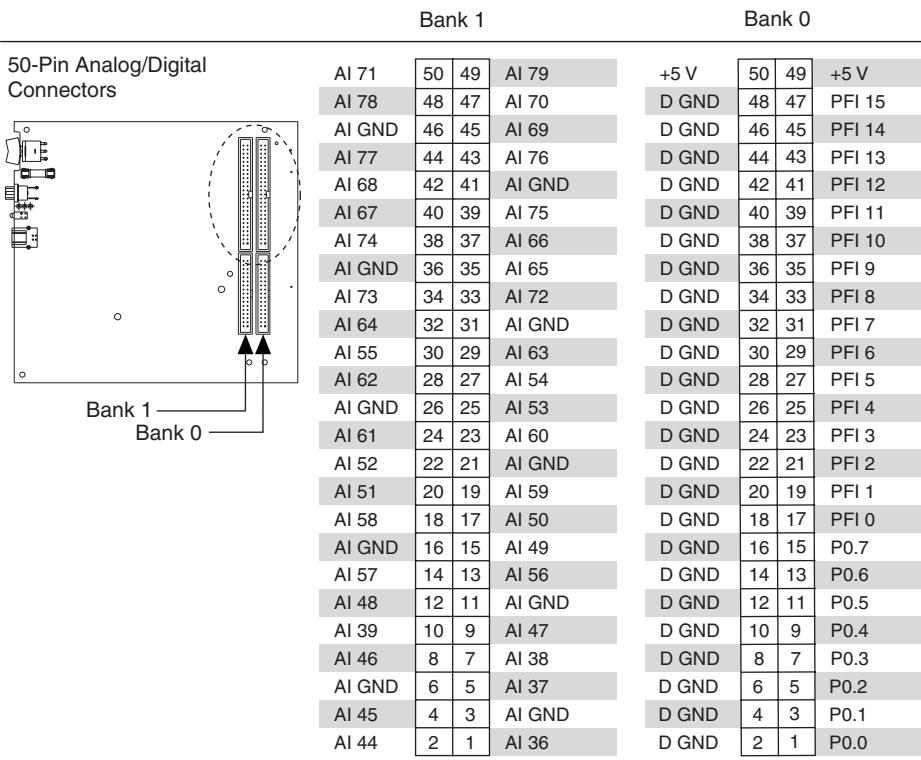 Bank 1 Bank 0
50-Pin Analog/Digital
Connectors
Bank 1
Bank 0
AI 71 50 49 AI 79 +5 V 50 49 +5 V
AI 78 48 47 AI 70 D GND 48 47 PFI 15
AI GND 46 45 AI 69 D GND 46 45 PFI 14
AI 77 44 43 AI 76 D GND 44 43 PFI 13
AI 68 42 41 AI GND D GND 42 41 PFI 12
AI 67 40 39 AI 75 D GND 40 39 PFI 11
AI 74 38 37 AI 66 D GND 38 37 PFI 10
AI GND 36 35 AI 65 D GND 36 35 PFI 9
AI 73 34 33 AI 72 D GND 34 33 PFI 8
AI 64 32 31 AI GND D GND 32 31 PFI 7
AI 55 30 29 AI 63 D GND 30 29 PFI 6
AI 62 28 27 AI 54 D GND 28 27 PFI 5
AI GND 26 25 AI 53 D GND 26 25 PFI 4
AI 61 24 23 AI 60 D GND 24 23 PFI 3
AI 52 22 21 AI GND D GND 22 21 PFI 2
AI 51 20 19 AI 59 D GND 20 19 PFI 1
AI 58 18 17 AI 50 D GND 18 17 PFI 0
AI GND 16 15 AI 49 D GND 16 15 P0.7
AI 57 14 13 AI 56 D GND 14 13 P0.6
AI 48 12 11 AI GND D GND 12 11 P0.5
AI 39 10 9 AI 47 D GND 10 9 P0.4
AI 46 8 7 AI 38 D GND 8 7 P0.3
AI GND 6 5 AI 37 D GND 6 5 P0.2
AI 45 4 3 AI GND D GND 4 3 P0.1
AI 44 2 1 AI 36 D GND 2 1 P0.0